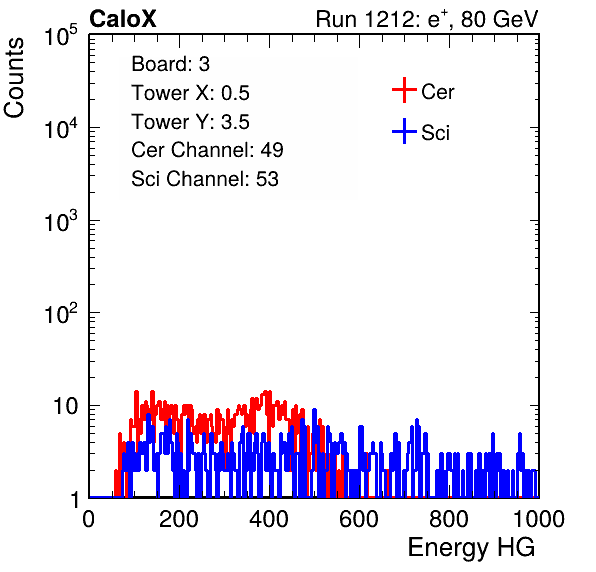 CaloX Run 1212: e⁺, 80 GeV
Counts
10⁵
10⁴
10³
10²
10
1
Board: 3
Tower X: 0.5
Tower Y: 3.5
Cer Channel: 49
Sci Channel: 53
Cer
Sci
0 200 400 600 800 1000
Energy HG